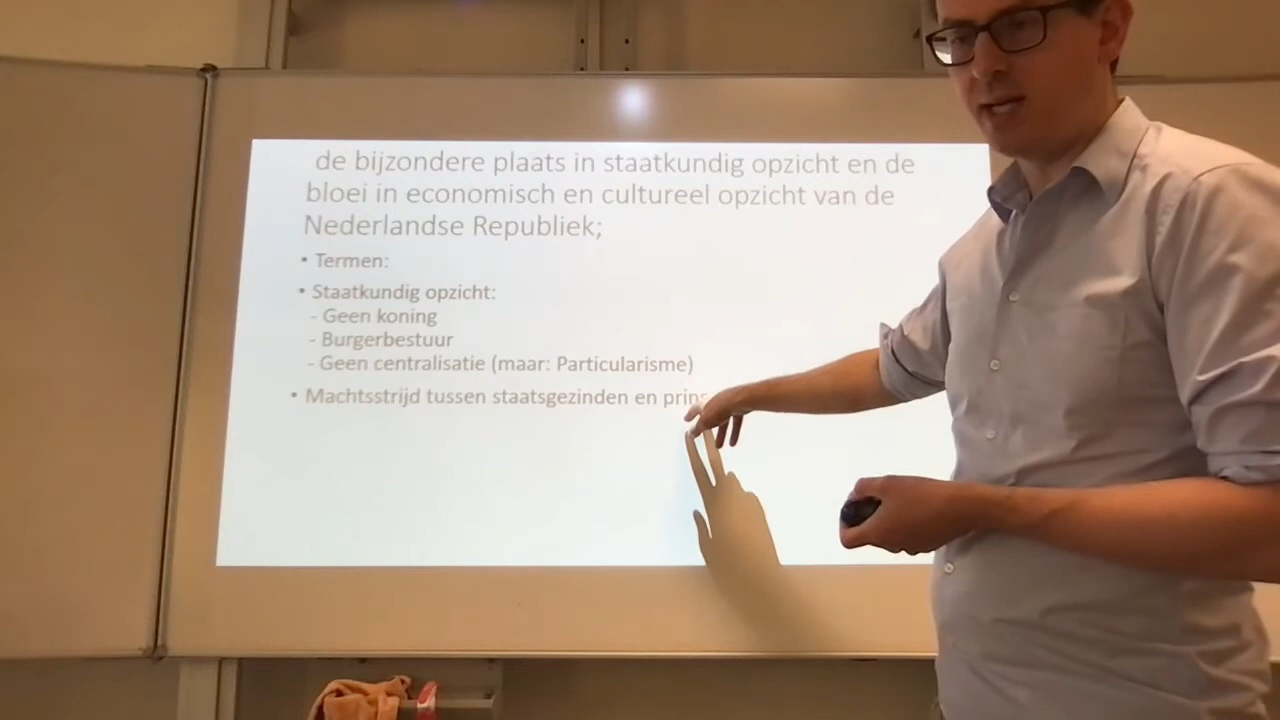 de bijzondere plaats in staatkundig opzicht en de
bloei in economisch en cultureel opzicht van de
Nederlandse Republiek;
• Termen:
• Staatkundig opzicht:
- Geen koning
- Burgerbestuur
- Geen centralisatie (maar: Particularisme)
• Machtsstrijd tussen staatsgezinden en